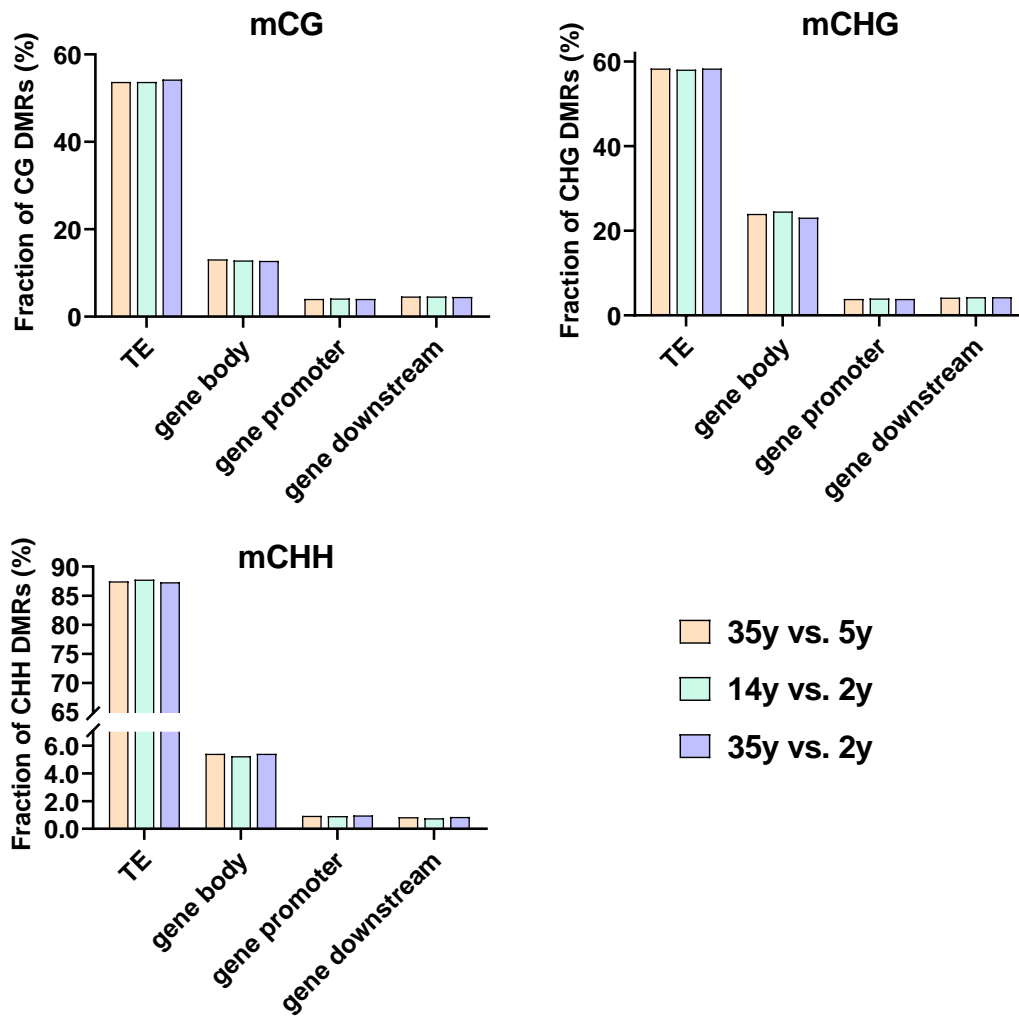 mCG
Fraction of CG DMRs (%)
60
40
20
0
TE
gene body
gene promoter
gene downstream
mCHG
Fraction of CHG DMRs (%)
60
40
20
0
TE
gene body
gene promoter
gene downstream
mCHH
Fraction of CHH DMRs (%)
90
85
80
75
70
65
6.0
4.0
2.0
0.0
TE
gene body
gene promoter
gene downstream
35y vs. 5y
14y vs. 2y
35y vs. 2y